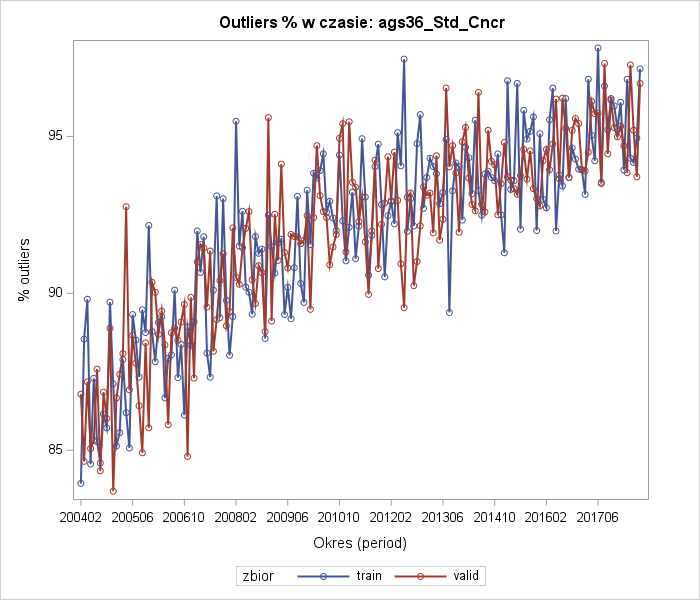 Outliers % w czasie: ags36_Std_Cncr
% outliers
95
90
85
200402 200506 200610 200802 200906 201010 201202 201306 201410 201602 201706
Okres (period)
zbior train valid